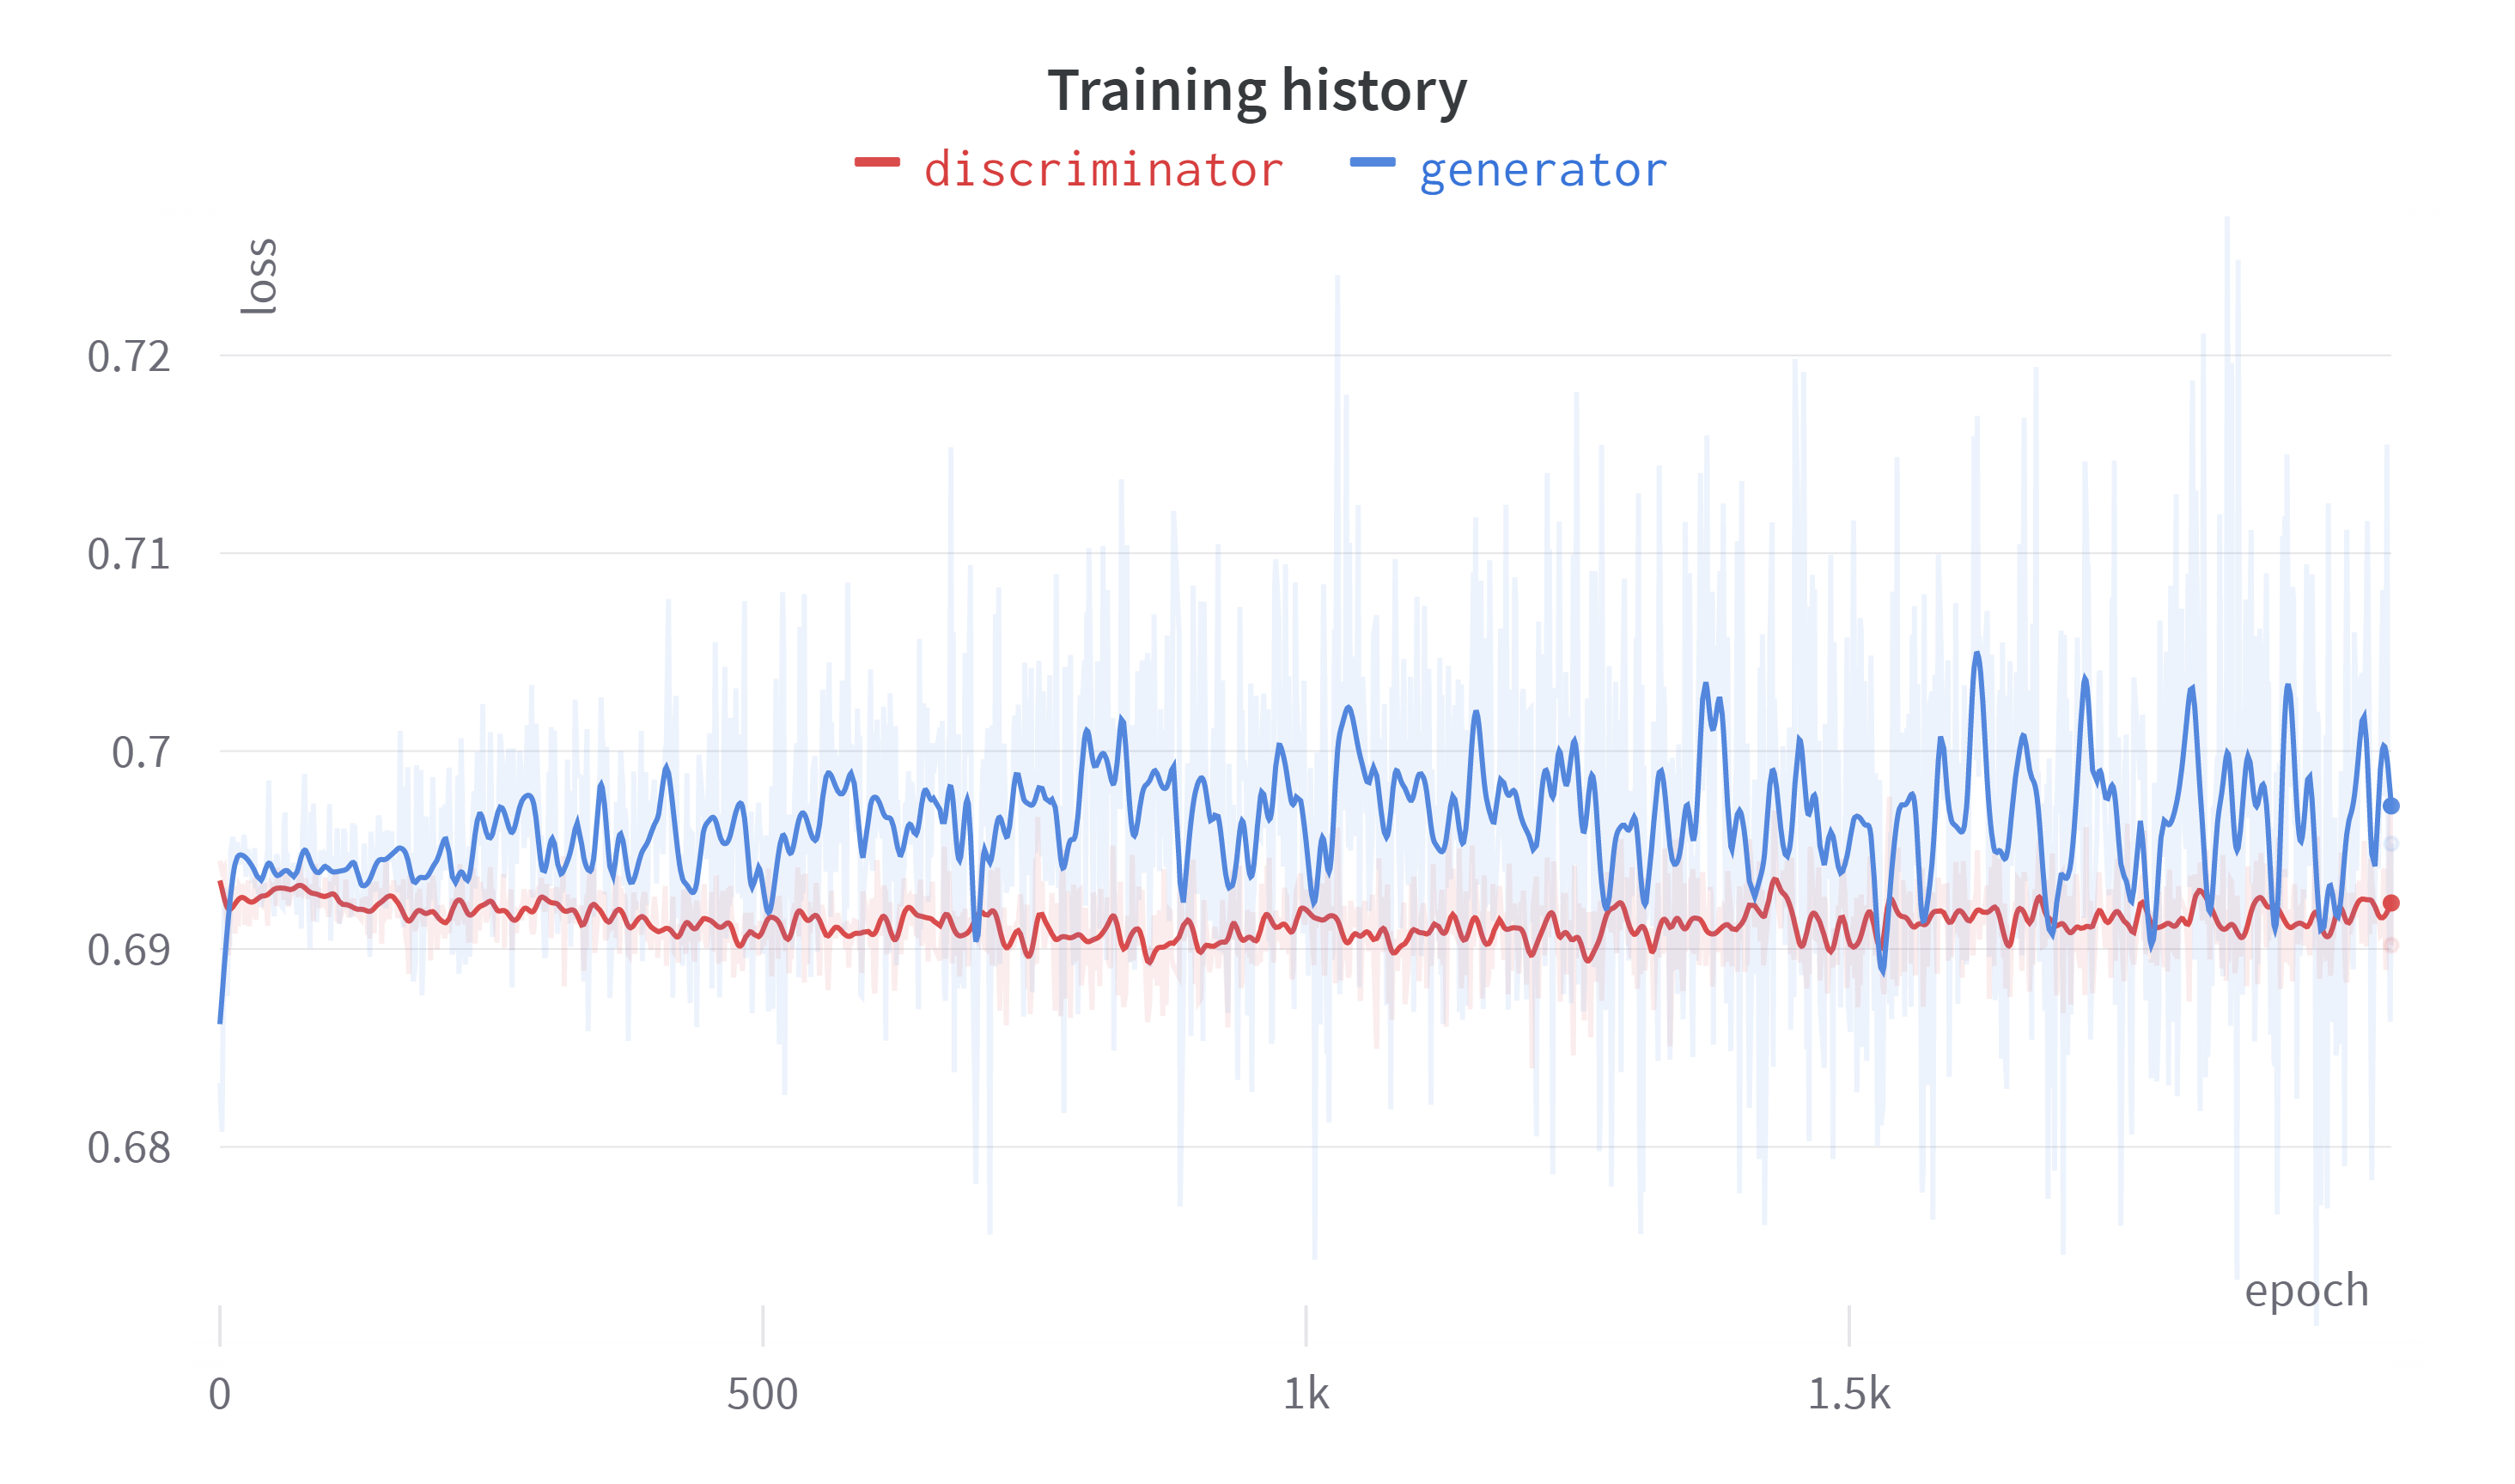 Training history
discriminator generator
loss
0.72
0.71
0.7
0.69
0.68
epoch
0 500 1k 1.5k